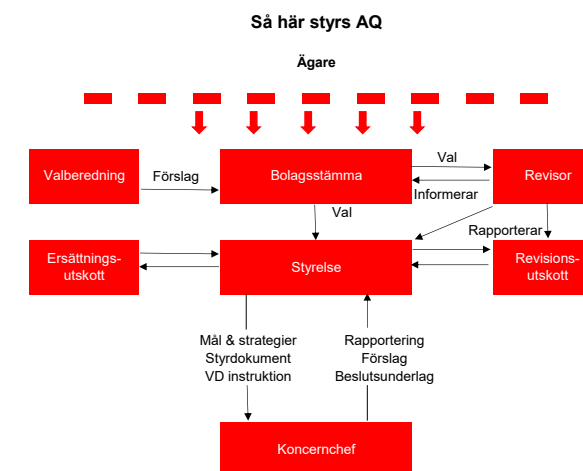 Så här styrs AQ
Ägare
Valberedning
Förslag
Bolagsstämma
Val
Informerar
Revisor
Val
Rapporterar
Ersättnings-
utskott
Styrelse
Revisions-
utskott
Mål & strategier
Styrdokument
VD instruktion
Rapportering
Förslag
Beslutsunderlag
Koncernchef